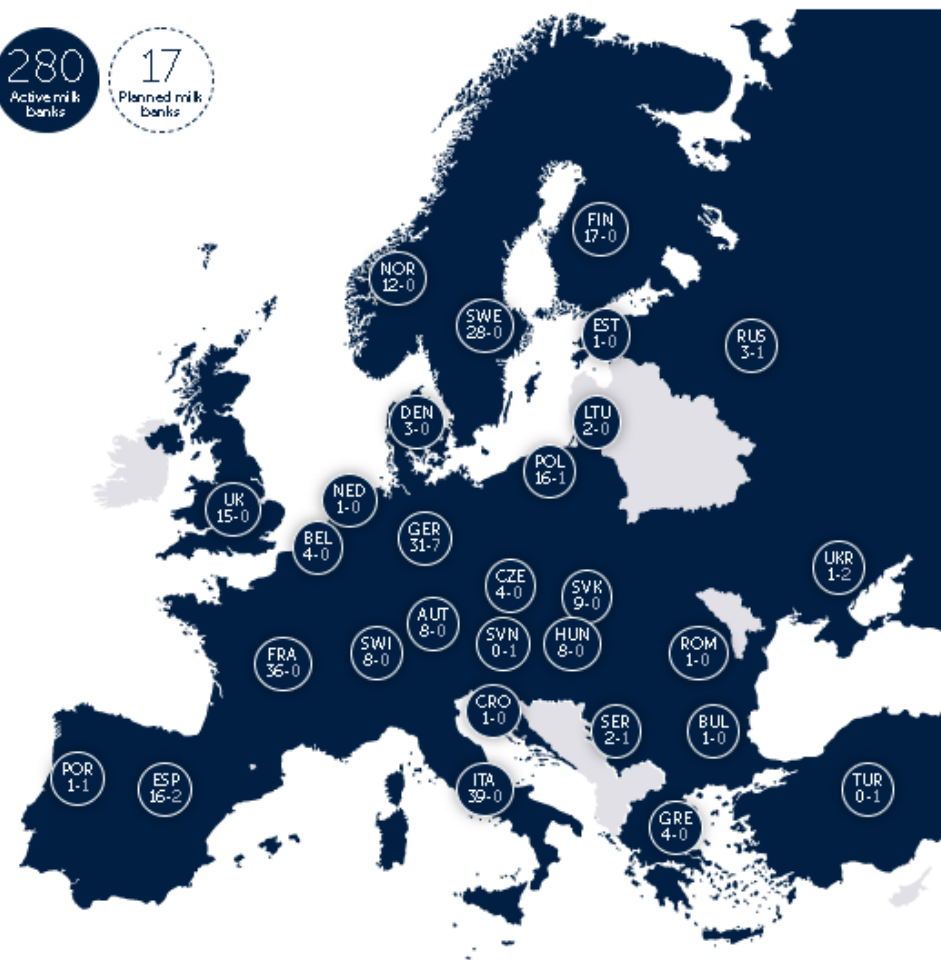 280
Active milk
banks
17
Planned milk
banks
FIN
17-0
NOR
12-0
SWE
28-0
EST
1-0
RUS
3-1
DEN
3-0
LTU
2-0
POL
16-1
NED
1-0
UK
15-0
BEL
4-0
GER
31-7
UKR
1-2
CZE
4-0
SVK
9-0
AUT
8-0
SVN
0-1
HUN
8-0
FRA
36-0
SWI
8-0
ROM
1-0
CRO
1-0
SER
2-1
BUL
1-0
POR
1-1
ESP
16-2
ITA
39-0
TUR
0-1
GRE
4-0